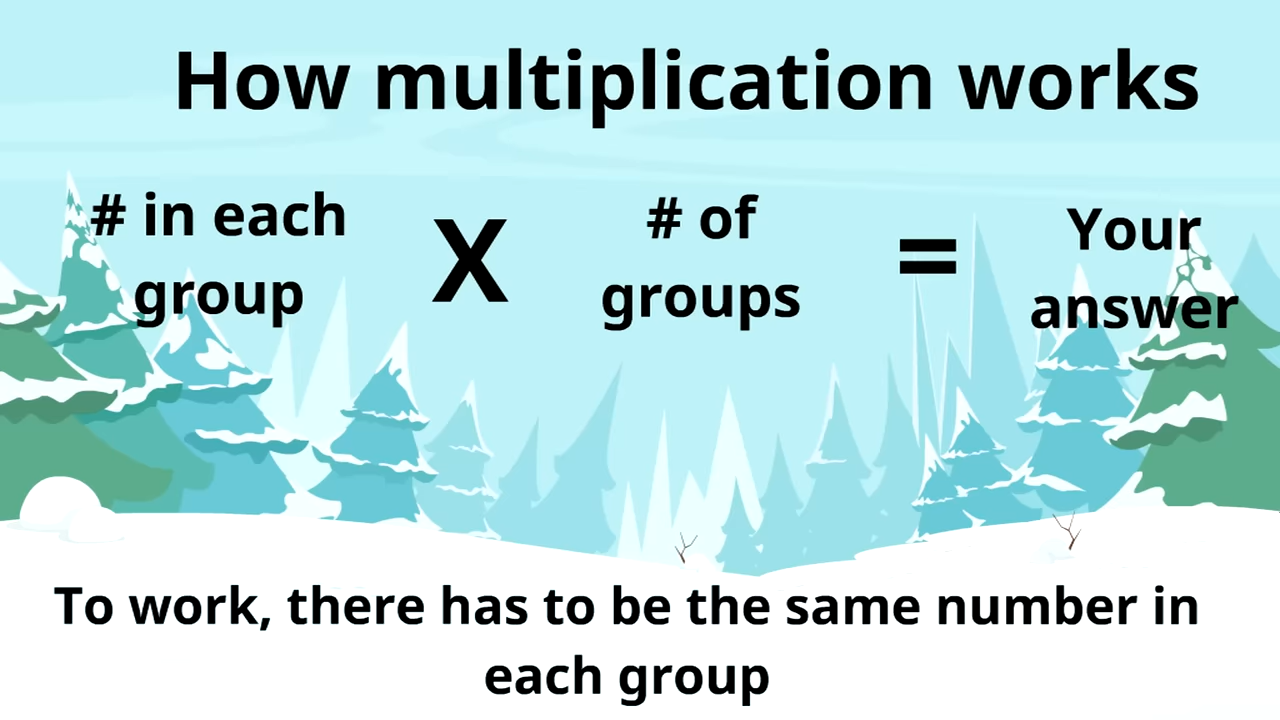 How multiplication works
# in each
group
X
# of
groups
=
Your
answer
To work, there has to be the same number in
each group